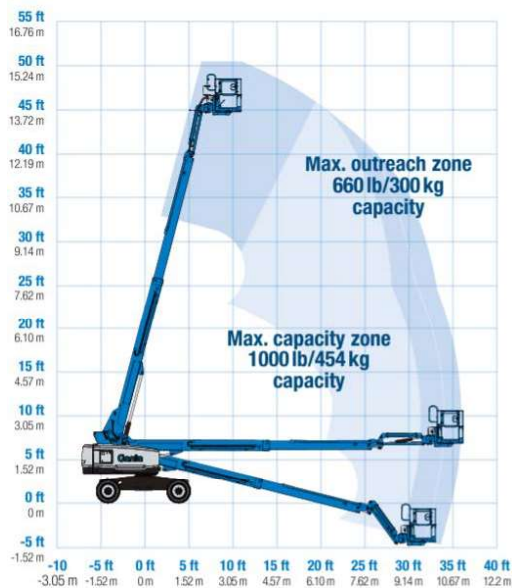 55 ft
16.76 m
50 ft
15.24 m
45 ft
13.72 m
40 ft
12.19 m
35 ft
10.67 m
30 ft
9.14 m
25 ft
7.62 m
20 ft
6.10 m
15 ft
4.57 m
10 ft
3.05 m
5 ft
1.52 m
0 ft
0 m
-5 ft
-1.52 m
Max. outreach zone
660 lb/300 kg
capacity
Max. capacity zone
1000 lb/454 kg
capacity
Genie
-10 -5 ft 0 ft 5 ft 10 ft 15 ft 20 ft 25 ft 30 ft 35 ft 40 ft
-3.05 m -1.52 m 0 m 1.52 m 3.05 m 4.57 m 6.10 m 7.62 m 9.14 m 10.67 m 12.2 m